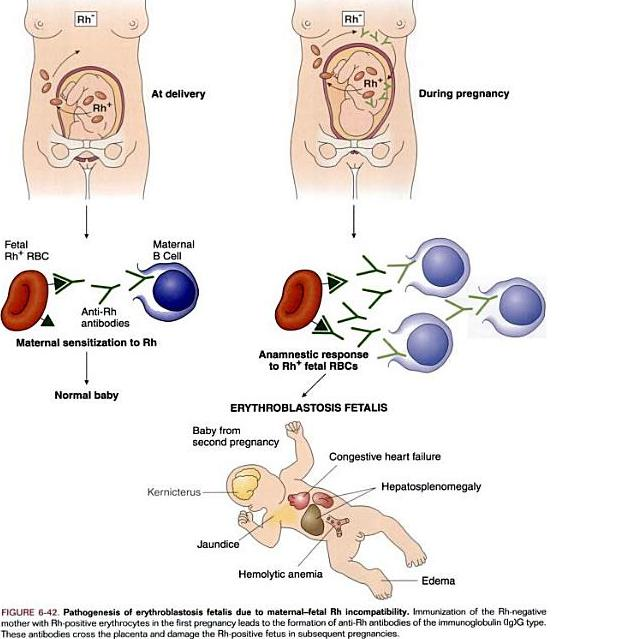 Rh⁻
Rh⁻
Rh⁺
At delivery
Rh⁺
During pregnancy
Fetal
Rh⁺ RBC
Maternal
B Cell
Anti-Rh
antibodies
Maternal sensitization to Rh
Normal baby
Anamnestic response
to Rh⁺ fetal RBCs
ERYTHROBLASTOSIS FETALIS
Baby from
second pregnancy
Congestive heart failure
Kernicterus
Hepatosplenomegaly
Jaundice
Hemolytic anemia
Edema
FIGURE 6-42. Pathogenesis of erythroblastosis fetalis due to maternal–fetal Rh incompatibility. Immunization of the Rh-negative
mother with Rh-positive erythrocytes in the first pregnancy leads to the formation of anti-Rh antibodies of the immunoglobulin (Ig)G type.
These antibodies cross the placenta and damage the Rh-positive fetus in subsequent pregnancies.